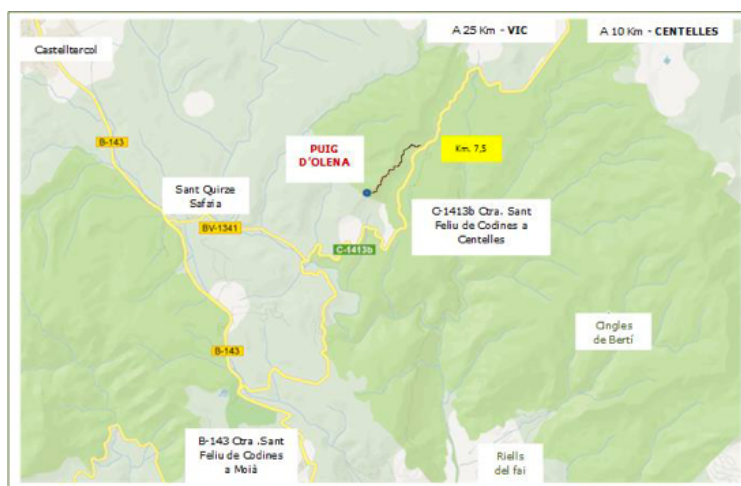 A 25 Km - VIC
A 10 Km - CENTELLES
Castelltercol
B-143
PUIG
D'OLENA
Km. 7,5
Sant Quirze
Safaia
BV-1341
C-1413b Ctra. Sant
Feliu de Codines a
Centelles
C-1413b
Cingles
de Bertí
B-143
B-143 Ctra .Sant
Feliu de Codines
a Moià
Riells
del fai